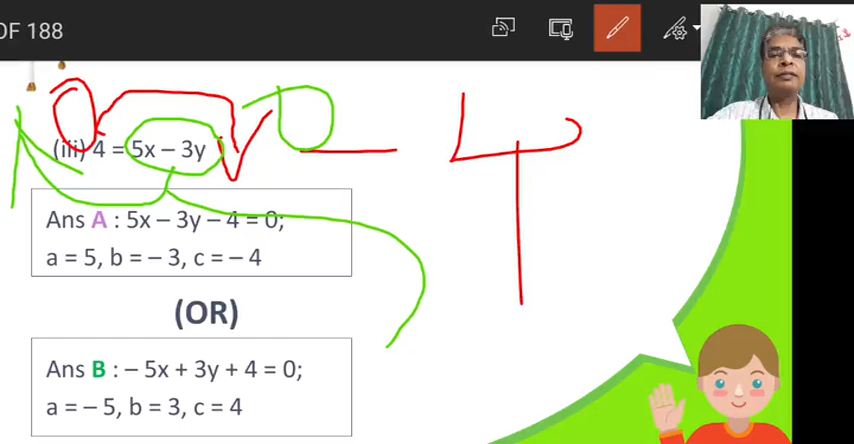 OF 188
(iii) 4 = 5x − 3y
4
Ans A : 5x − 3y − 4 = 0;
a = 5, b = − 3, c = − 4
(OR)
Ans B : − 5x + 3y + 4 = 0;
a = − 5, b = 3, c = 4